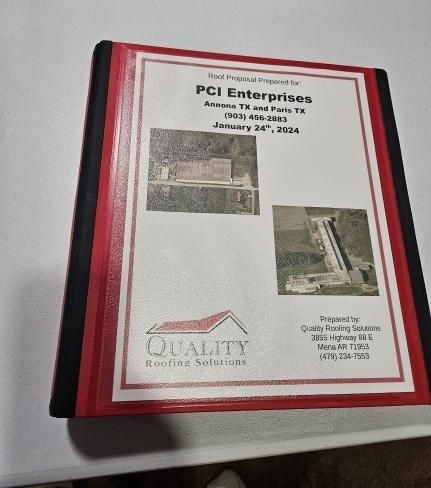 Roof Proposal Prepared for:
PCI Enterprises
Annona TX and Paris TX
(903) 456-2883
January 24th, 2024
QUALITY
Roofing Solutions
Prepared by:
Quality Roofing Solutions
3855 Highway 88 E
Mena AR 71953
(479) 234-7553